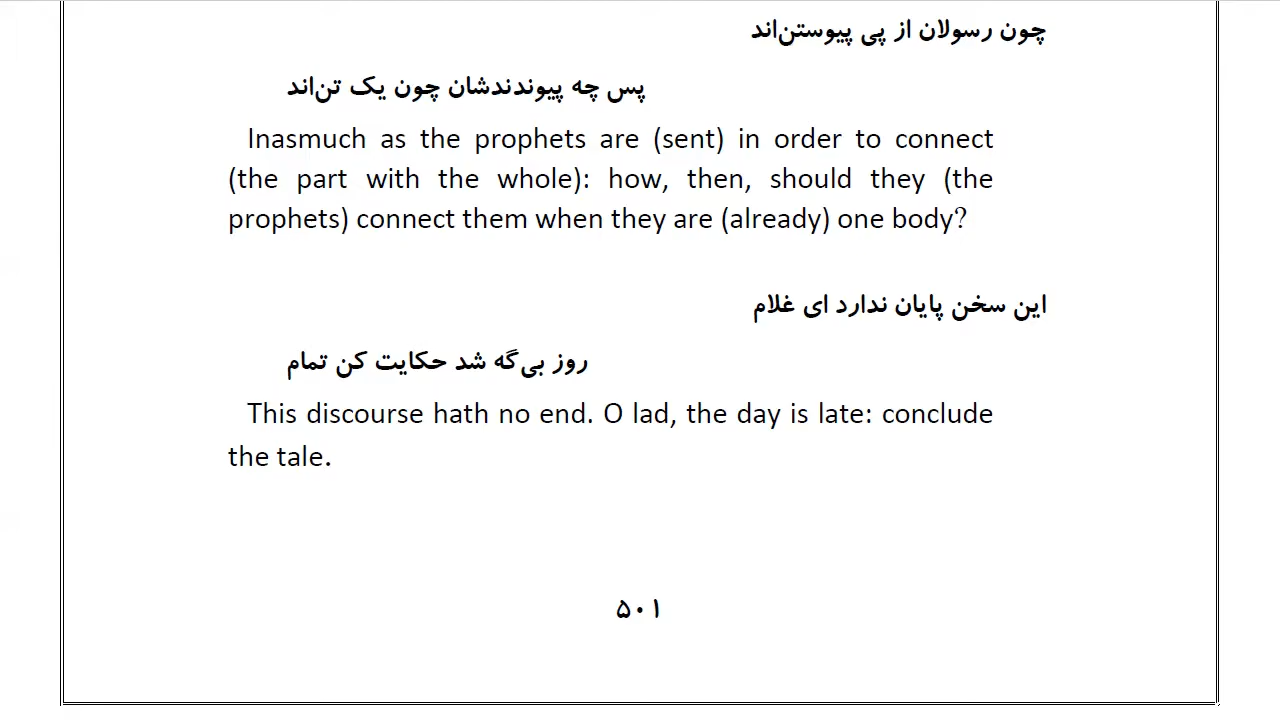 چون رسولان از پی پیوستن‌اند
پس چه پیوندندشان چون یک تن‌اند
Inasmuch as the prophets are (sent) in order to connect
(the part with the whole): how, then, should they (the
prophets) connect them when they are (already) one body?
این سخن پایان ندارد ای غلام
روز بی‌گه شد حکایت کن تمام
This discourse hath no end. O lad, the day is late: conclude
the tale.
۵۰۱